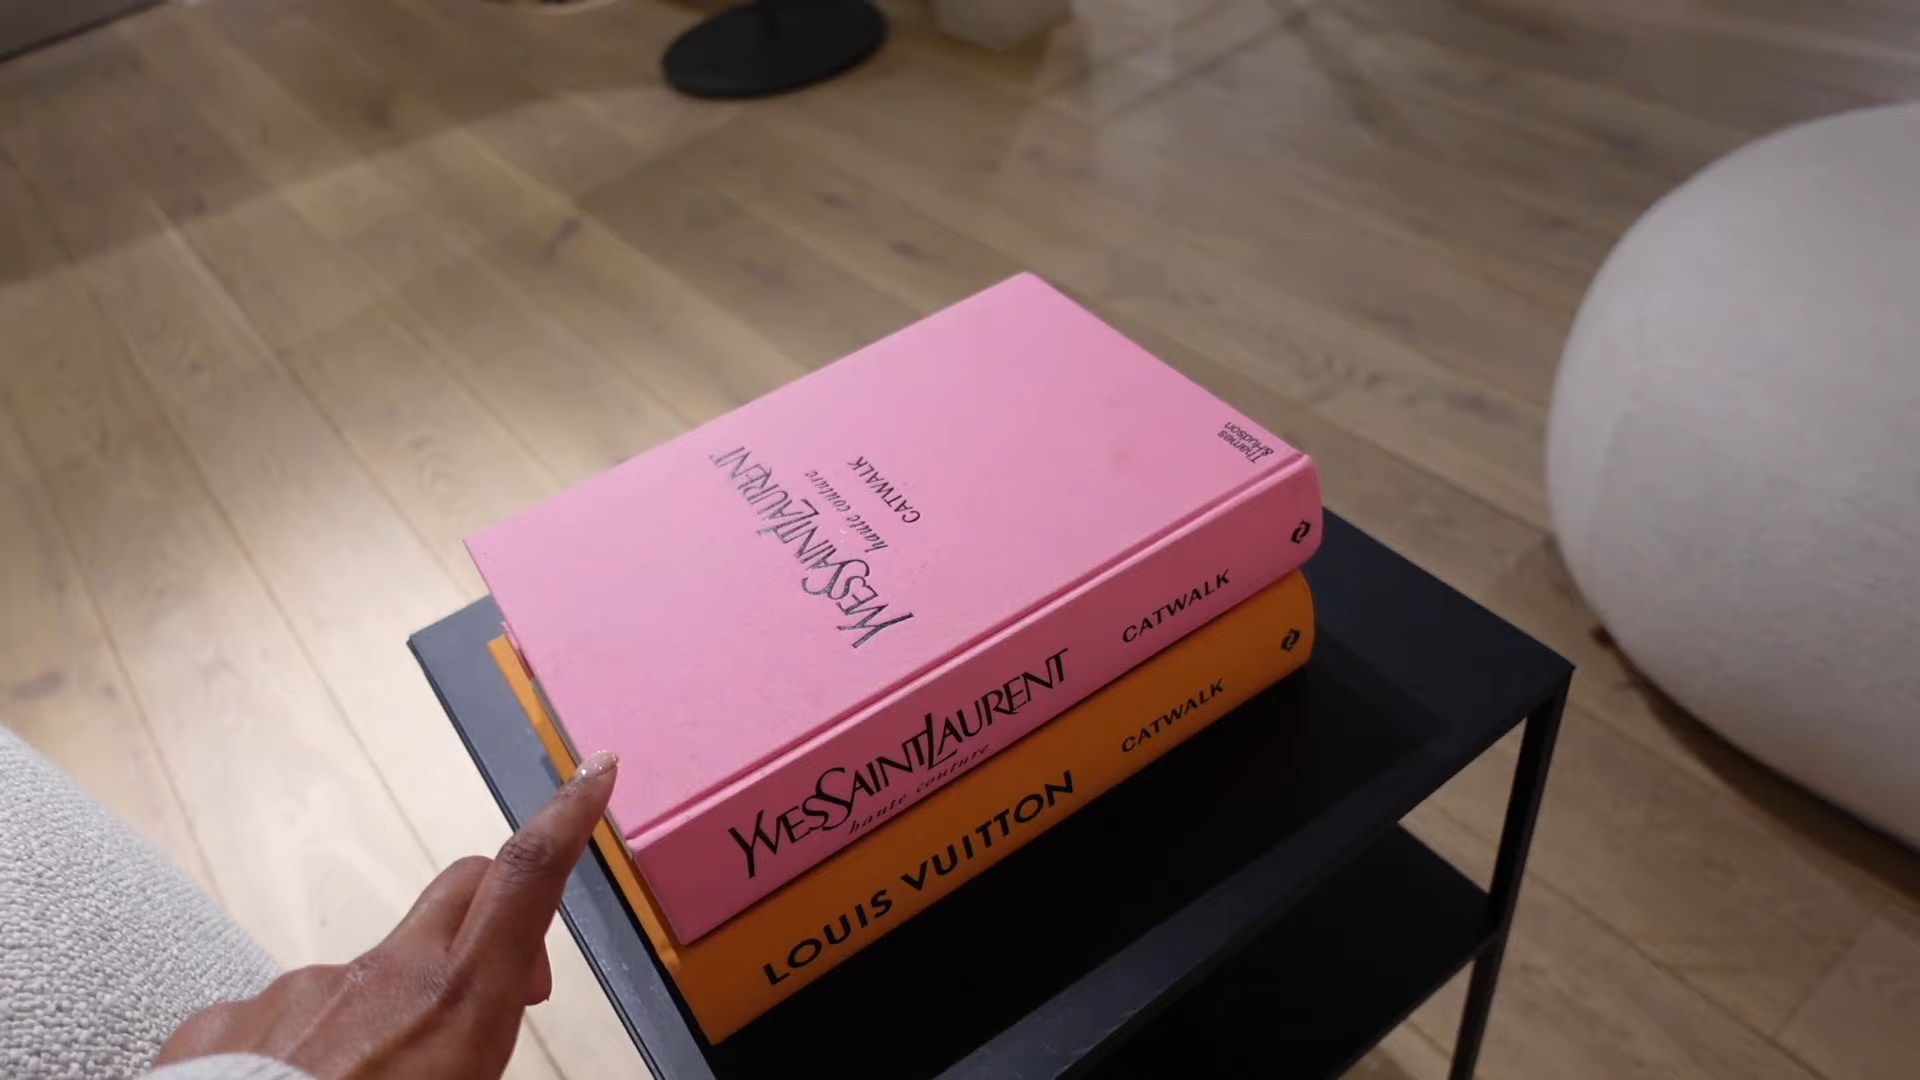 YVESSAINTLAURENT
haute couture
CATWALK
Thames
&Hudson
YVESSAINTLAURENT
haute couture
CATWALK
LOUIS VUITTON
CATWALK